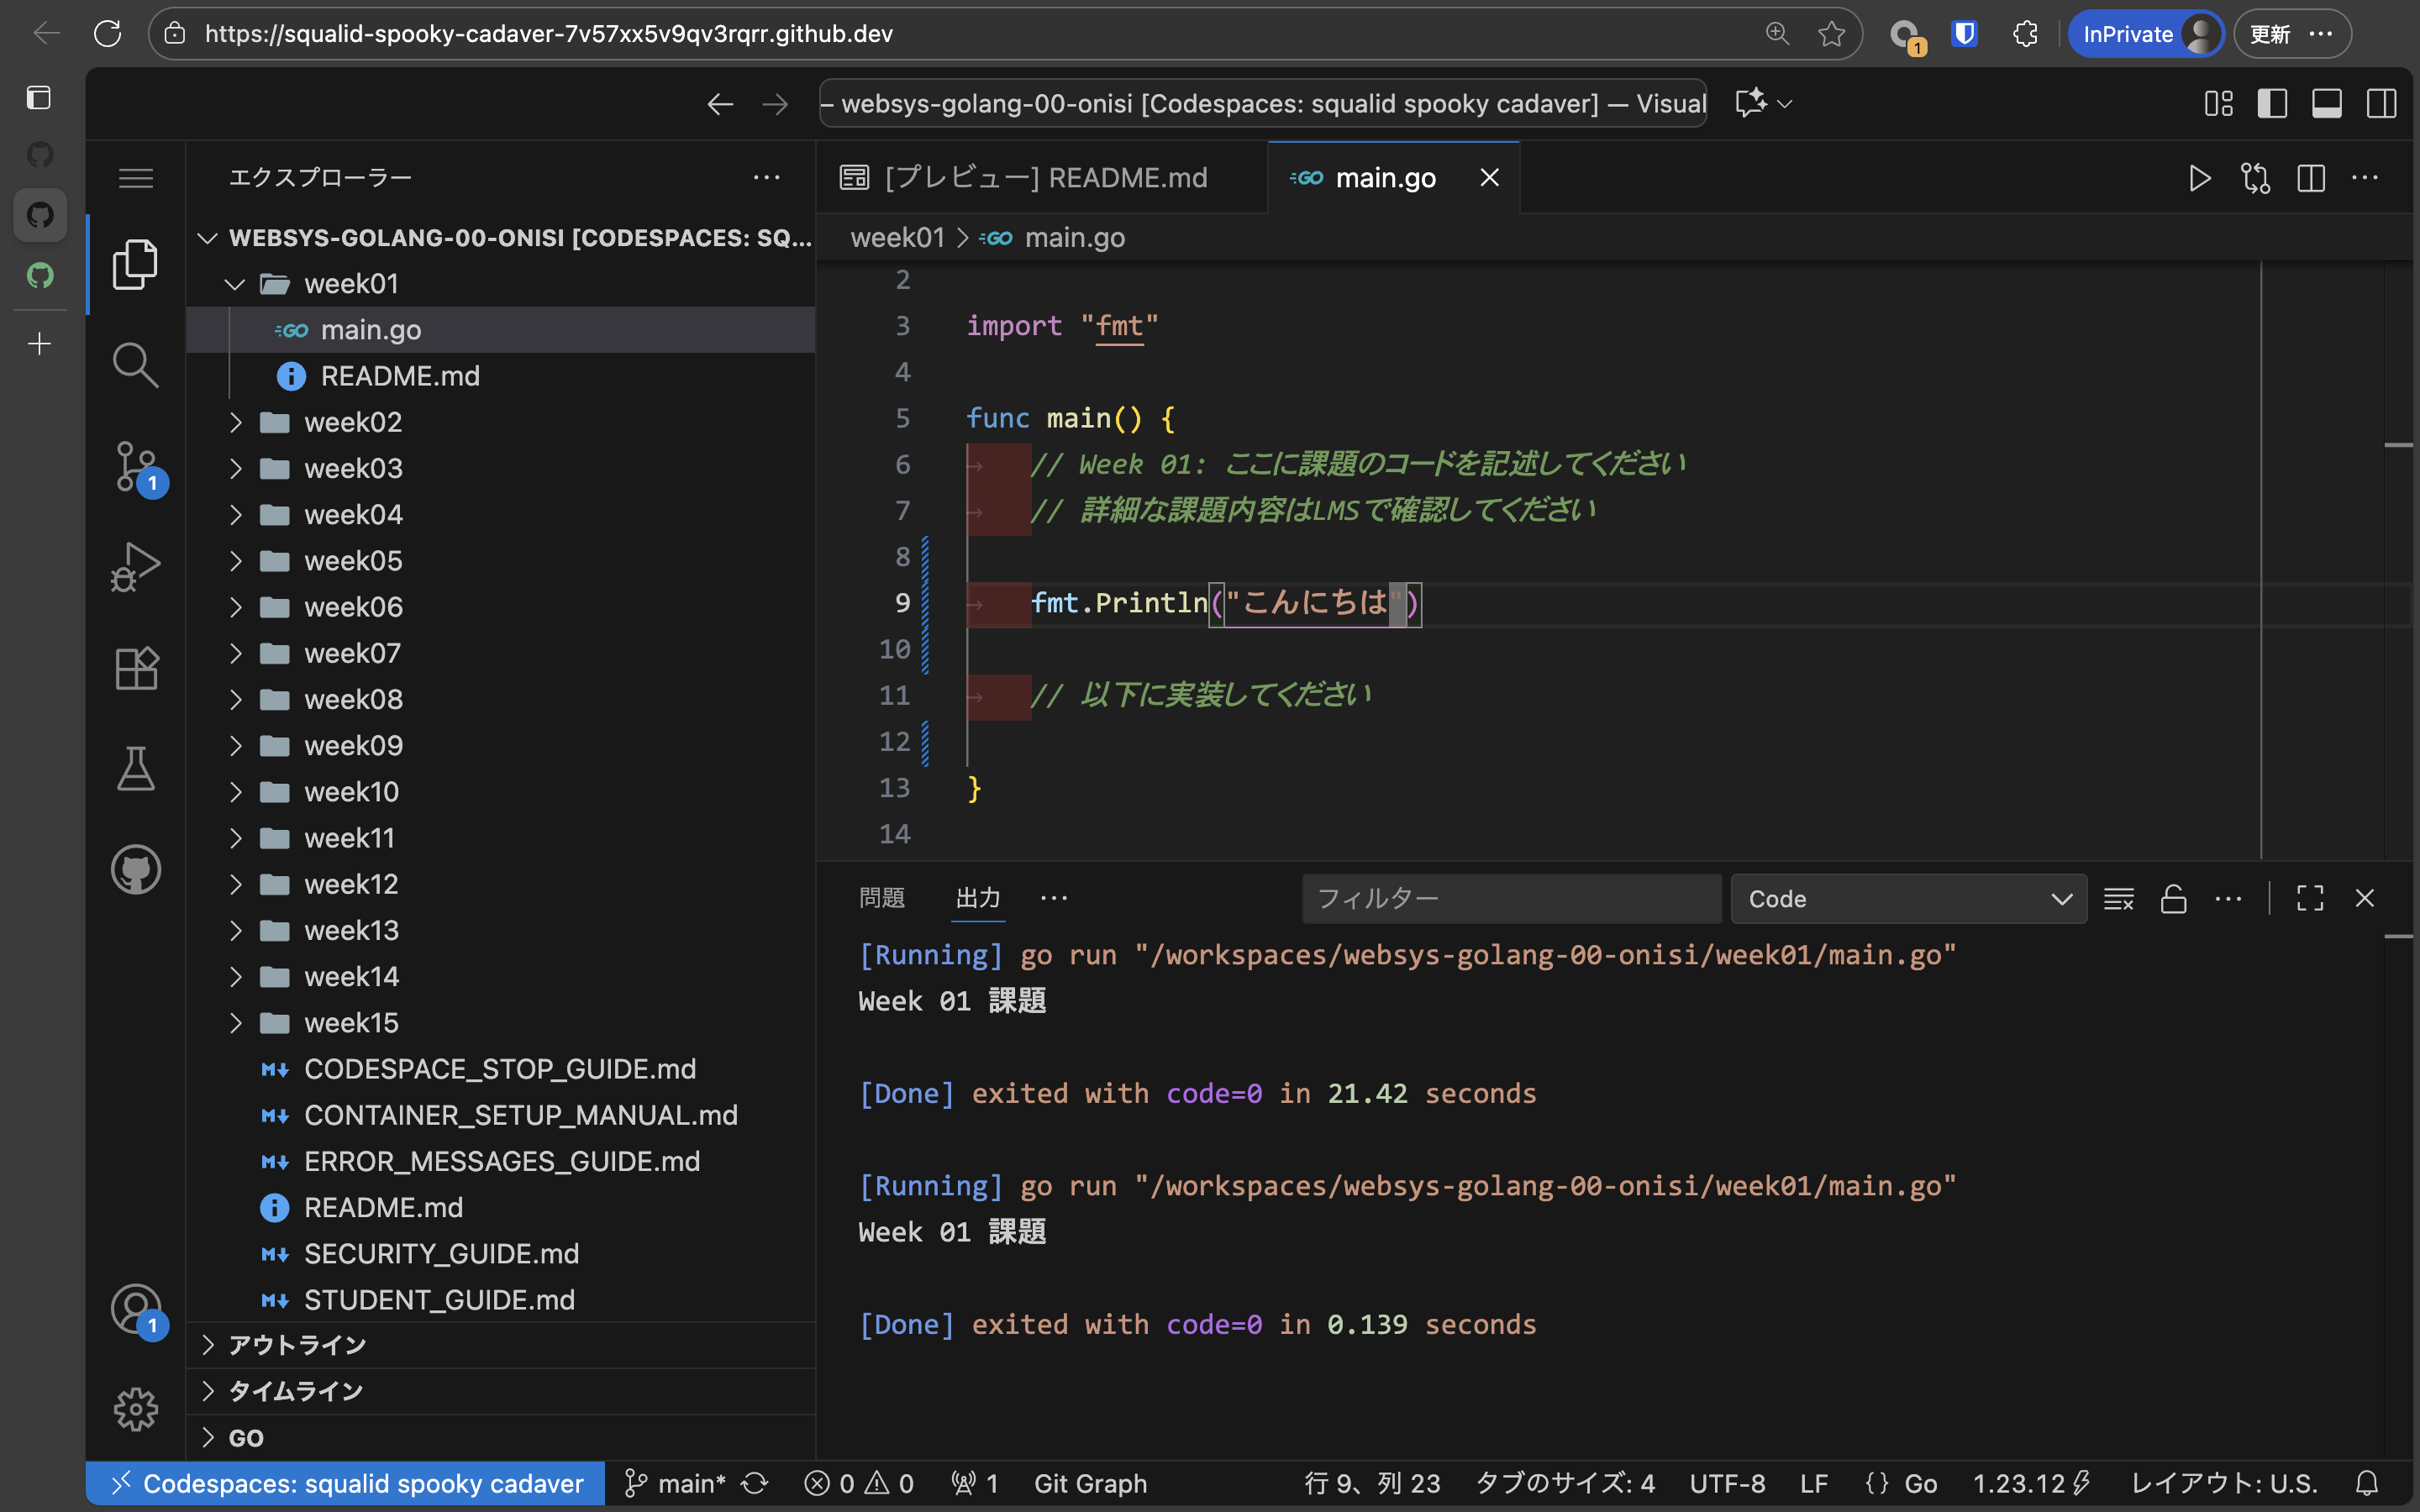 https://squalid-spooky-cadaver-7v57xx5v9qv3rqrr.github.dev
1
InPrivate
更新
— websys-golang-00-onisi [Codespaces: squalid spooky cadaver] — Visual
エクスプローラー
[プレビュー] README.md
main.go
WEBSYS-GOLANG-00-ONISI [CODESPACES: SQ...
week01 > main.go
week01
main.go
README.md
week02
week03
week04
week05
week06
week07
week08
week09
week10
week11
week12
week13
week14
week15
CODESPACE_STOP_GUIDE.md
CONTAINER_SETUP_MANUAL.md
ERROR_MESSAGES_GUIDE.md
README.md
SECURITY_GUIDE.md
STUDENT_GUIDE.md
アウトライン
タイムライン
GO
1
1
2
3 import "fmt"
4
5 func main() {
6 // Week 01: ここに課題のコードを記述してください
7 // 詳細な課題内容はLMSで確認してください
8
9 fmt.Println("こんにちは")
10
11 // 以下に実装してください
12
13 }
14
問題 出力 フィルター Code
[Running] go run "/workspaces/websys-golang-00-onisi/week01/main.go"
Week 01 課題
[Done] exited with code=0 in 21.42 seconds
[Running] go run "/workspaces/websys-golang-00-onisi/week01/main.go"
Week 01 課題
[Done] exited with code=0 in 0.139 seconds
Codespaces: squalid spooky cadaver main* 0 0 1 Git Graph 行 9、列 23 タブのサイズ: 4 UTF-8 LF {} Go 1.23.12 レイアウト: U.S.